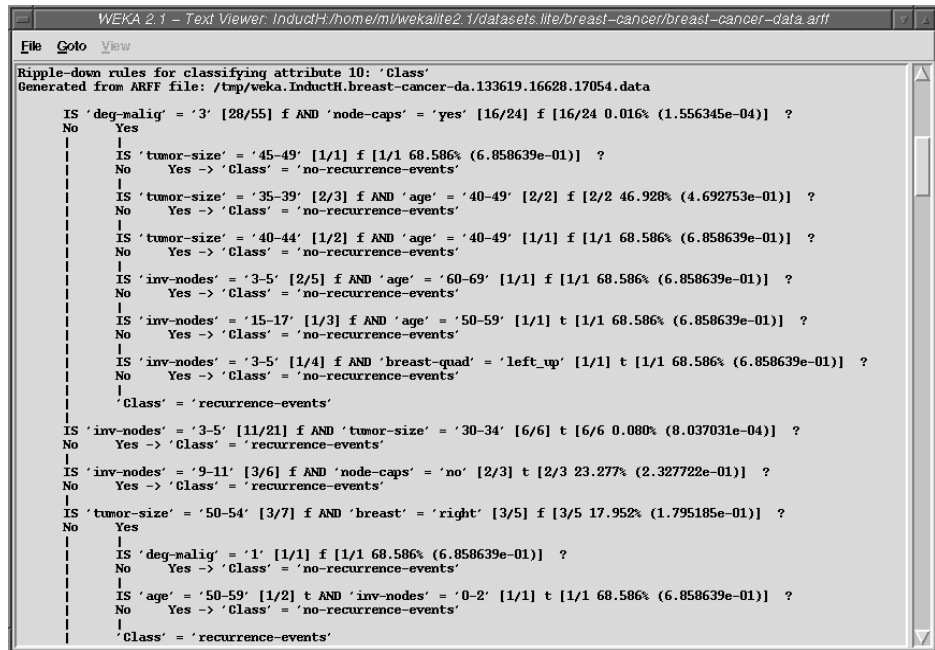 WEKA 2.1 – Text Viewer: InductH:/home/ml/wekalite2.1/datasets.lite/breast–cancer/breast–cancer–data.arff
File Goto View
Ripple-down rules for classifying attribute 10: 'Class'
Generated from ARFF file: /tmp/weka.InductH.breast-cancer-da.133619.16628.17054.data
IS 'deg-malig' = '3' [28/55] f AND 'node-caps' = 'yes' [16/24] f [16/24 0.016% (1.556345e-04)] ?
No Yes
IS 'tumor-size' = '45-49' [1/1] f [1/1 68.586% (6.858639e-01)] ?
No Yes -> 'Class' = 'no-recurrence-events'
IS 'tumor-size' = '35-39' [2/3] f AND 'age' = '40-49' [2/2] f [2/2 46.928% (4.692753e-01)] ?
No Yes -> 'Class' = 'no-recurrence-events'
IS 'tumor-size' = '40-44' [1/2] f AND 'age' = '40-49' [1/1] f [1/1 68.586% (6.858639e-01)] ?
No Yes -> 'Class' = 'no-recurrence-events'
IS 'inv-nodes' = '3-5' [2/5] f AND 'age' = '60-69' [1/1] f [1/1 68.586% (6.858639e-01)] ?
No Yes -> 'Class' = 'no-recurrence-events'
IS 'inv-nodes' = '15-17' [1/3] f AND 'age' = '50-59' [1/1] t [1/1 68.586% (6.858639e-01)] ?
No Yes -> 'Class' = 'no-recurrence-events'
IS 'inv-nodes' = '3-5' [1/4] f AND 'breast-quad' = 'left_up' [1/1] t [1/1 68.586% (6.858639e-01)] ?
No Yes -> 'Class' = 'no-recurrence-events'
'Class' = 'recurrence-events'
IS 'inv-nodes' = '3-5' [11/21] f AND 'tumor-size' = '30-34' [6/6] t [6/6 0.080% (8.037031e-04)] ?
No Yes -> 'Class' = 'recurrence-events'
IS 'inv-nodes' = '9-11' [3/6] f AND 'node-caps' = 'no' [2/3] t [2/3 23.277% (2.327722e-01)] ?
No Yes -> 'Class' = 'recurrence-events'
IS 'tumor-size' = '50-54' [3/7] f AND 'breast' = 'right' [3/5] f [3/5 17.952% (1.795185e-01)] ?
No Yes
IS 'deg-malig' = '1' [1/1] f [1/1 68.586% (6.858639e-01)] ?
No Yes -> 'Class' = 'no-recurrence-events'
IS 'age' = '50-59' [1/2] t AND 'inv-nodes' = '0-2' [1/1] t [1/1 68.586% (6.858639e-01)] ?
No Yes -> 'Class' = 'no-recurrence-events'
'Class' = 'recurrence-events'